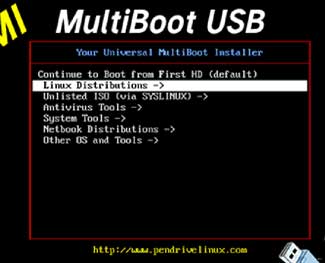 MI
MultiBoot USB
Your Universal MultiBoot Installer
Continue to Boot from First HD (default)
Linux Distributions ->
Unlisted ISO (via SYSLINUX) ->
Antivirus Tools ->
System Tools ->
Netbook Distributions ->
Other OS and Tools ->
http://www.pendrivelinux.com